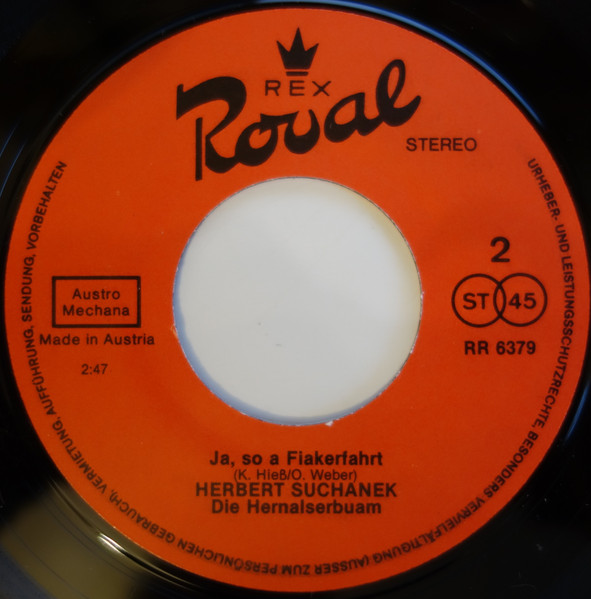 REX
Royal
STEREO
2
ST 45
RR 6379
Austro
Mechana
Made in Austria
2:47
Ja, so a Fiakerfahrt
(K. Hieß/O. Weber)
HERBERT SUCHANEK
Die Hernalserbuam
URHEBER- UND LEISTUNGSSCHUTZRECHTE, BESONDERS VERVIELFÄLTIGUNG (AUSSER ZUM PERSÖNLICHEN GEBRAUCH), VERMIETUNG, AUFFÜHRUNG, SENDUNG, VORBEHALTEN